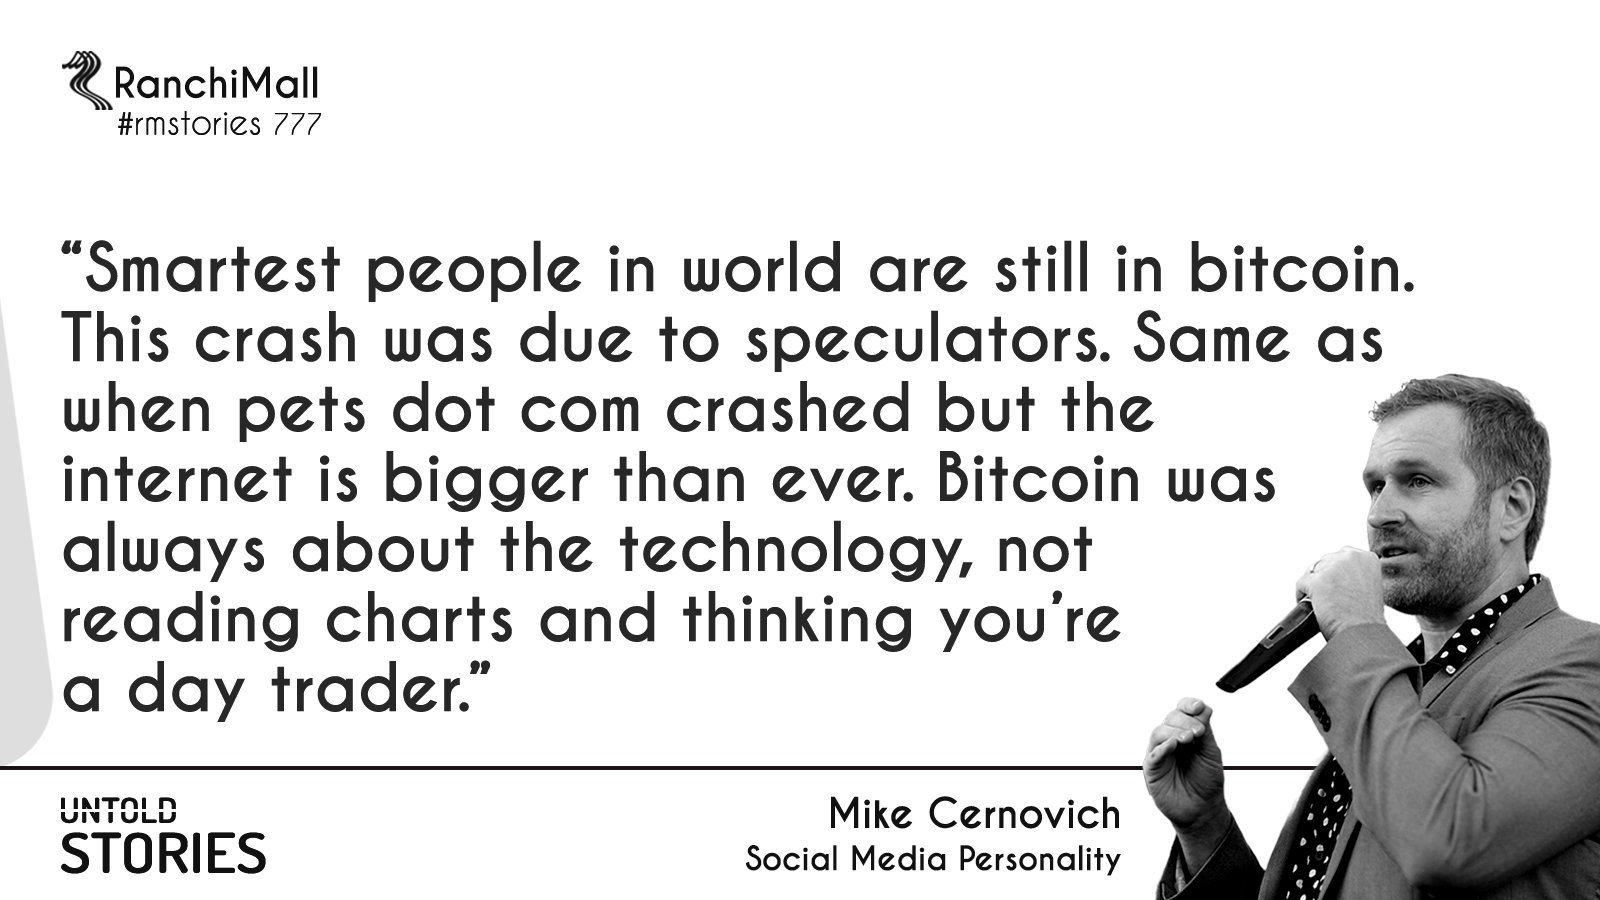 RanchiMall
#rmstories 777
“Smartest people in world are still in bitcoin.
This crash was due to speculators. Same as
when pets dot com crashed but the
internet is bigger than ever. Bitcoin was
always about the technology, not
reading charts and thinking you’re
a day trader.”
UNTOLD
STORIES
Mike Cernovich
Social Media Personality